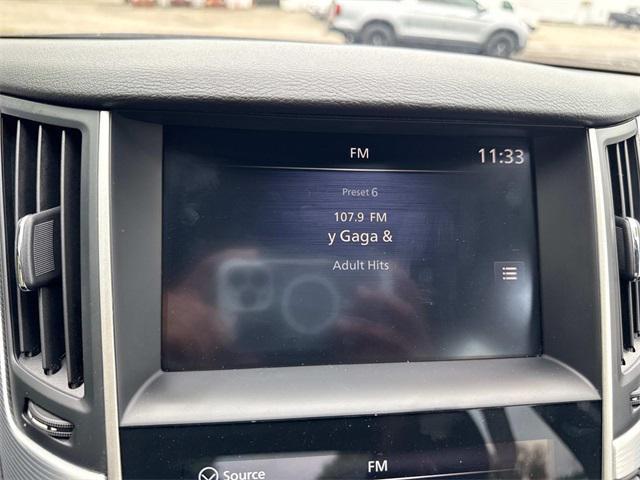 FM
11:33
Preset 6
107.9 FM
y Gaga &
Adult Hits
FM
Source